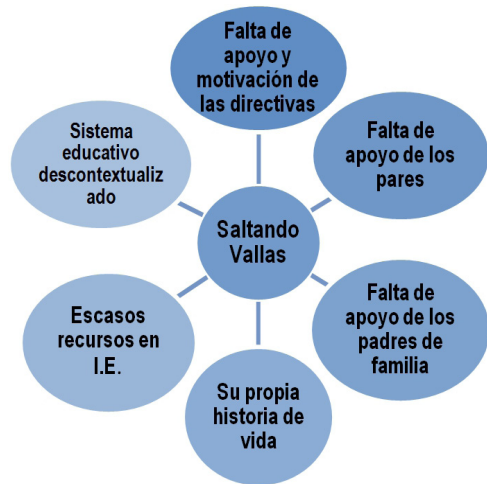 Falta de
apoyo y
motivación de
las directivas
Falta de
apoyo de los
pares
Falta de
apoyo de los
padres de
familia
Su propia
historia de
vida
Escasos
recursos en
I.E.
Sistema
educativo
descontextualiz
ado
Saltando
Vallas